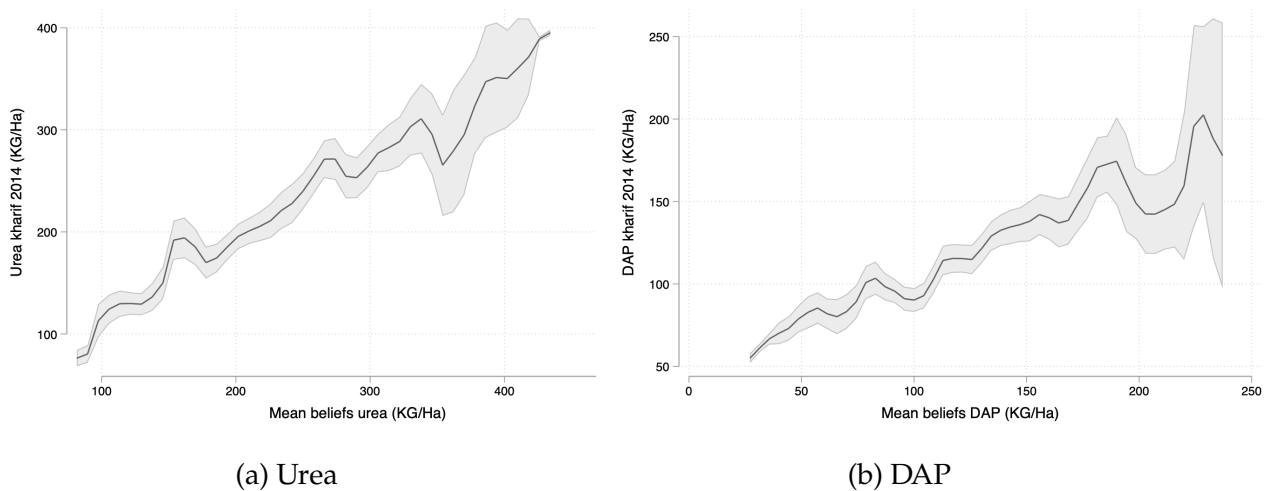 400
300
200
100
Urea kharif 2014 (KG/Ha)
100 200 300 400
Mean beliefs urea (KG/Ha)
(a) Urea
250
200
150
100
50
DAP kharif 2014 (KG/Ha)
0 50 100 150 200 250
Mean beliefs DAP (KG/Ha)
(b) DAP